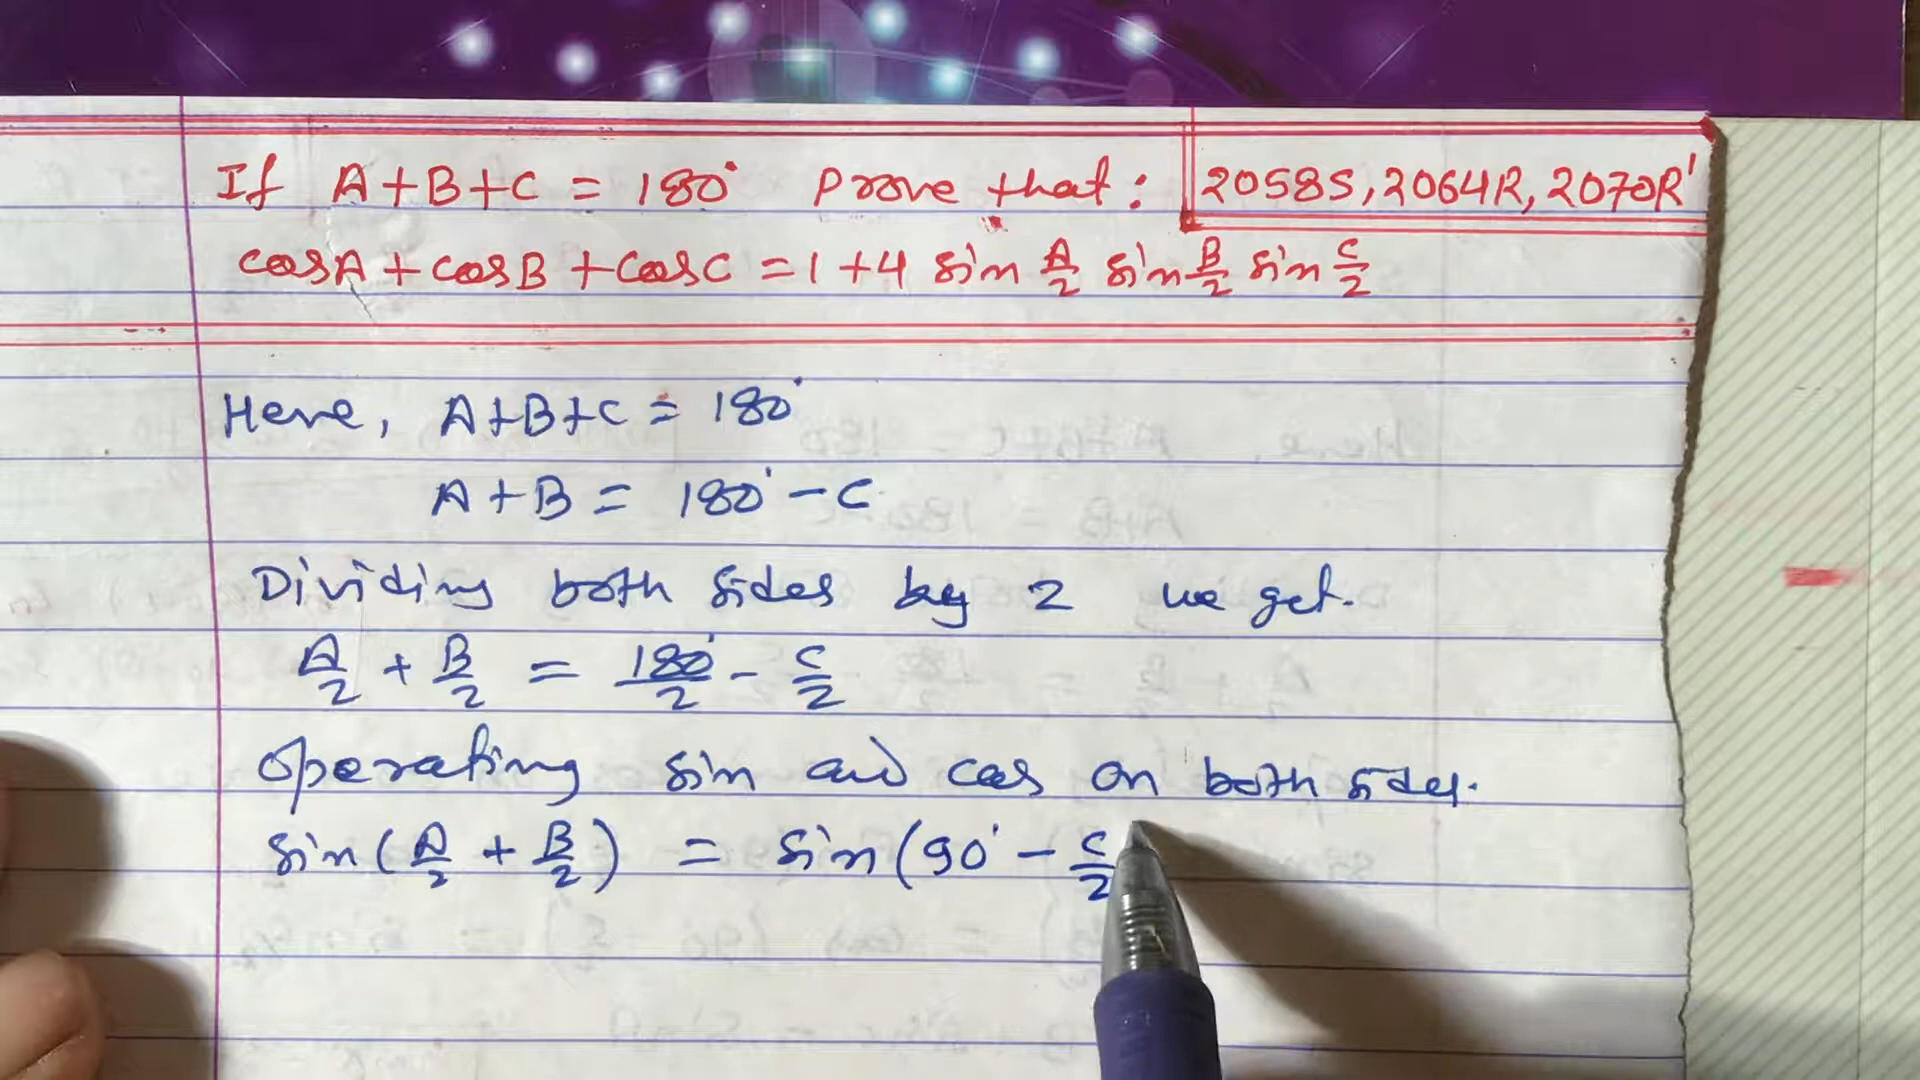 If A+B+C = 180° Prove that: 2058S, 2064R, 2070R'
cosA + cosB + cosC = 1 + 4 sin A/2 sin B/2 sin C/2
Here, A+B+C = 180°
A+B = 180° - C
Dividing both sides by 2 we get.
A/2 + B/2 = 180°/2 - C/2
Operating sin and cos on both sides.
sin(A/2 + B/2) = sin(90° - C/2